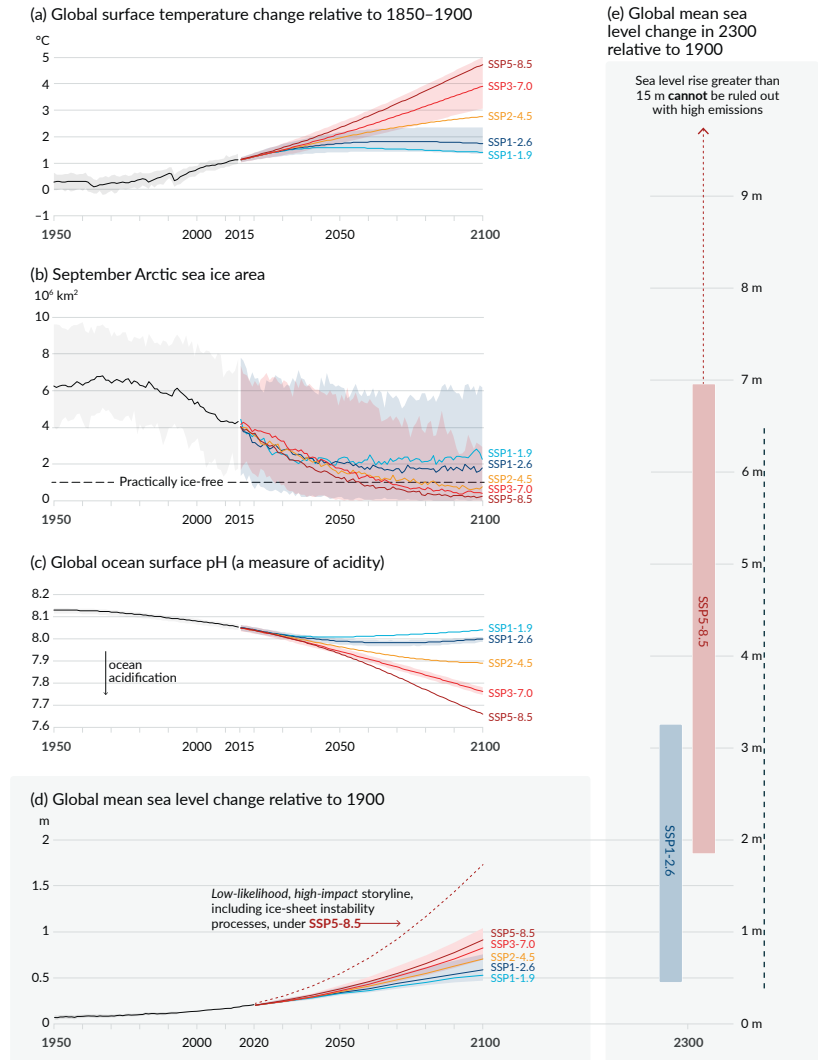 (a) Global surface temperature change relative to 1850–1900
°C
5
4
3
2
1
0
–1
SSP5-8.5
SSP3-7.0
SSP2-4.5
SSP1-2.6
SSP1-1.9
1950 2000 2015 2050 2100
(b) September Arctic sea ice area
10⁶ km²
10
8
6
4
2
0
Practically ice-free
SSP1-1.9
SSP1-2.6
SSP2-4.5
SSP3-7.0
SSP5-8.5
1950 2000 2015 2050 2100
(c) Global ocean surface pH (a measure of acidity)
8.2
8.1
8.0
7.9
7.8
7.7
7.6
ocean
acidification
SSP1-1.9
SSP1-2.6
SSP2-4.5
SSP3-7.0
SSP5-8.5
1950 2000 2015 2050 2100
(d) Global mean sea level change relative to 1900
m
2
1.5
1
0.5
0
Low-likelihood, high-impact storyline,
including ice-sheet instability
processes, under SSP5-8.5
SSP5-8.5
SSP3-7.0
SSP2-4.5
SSP1-2.6
SSP1-1.9
1950 2000 2020 2050 2100
(e) Global mean sea
level change in 2300
relative to 1900
Sea level rise greater than
15 m cannot be ruled out
with high emissions
9 m
8 m
7 m
6 m
5 m
4 m
3 m
2 m
1 m
0 m
SSP5-8.5
SSP1-2.6
2300